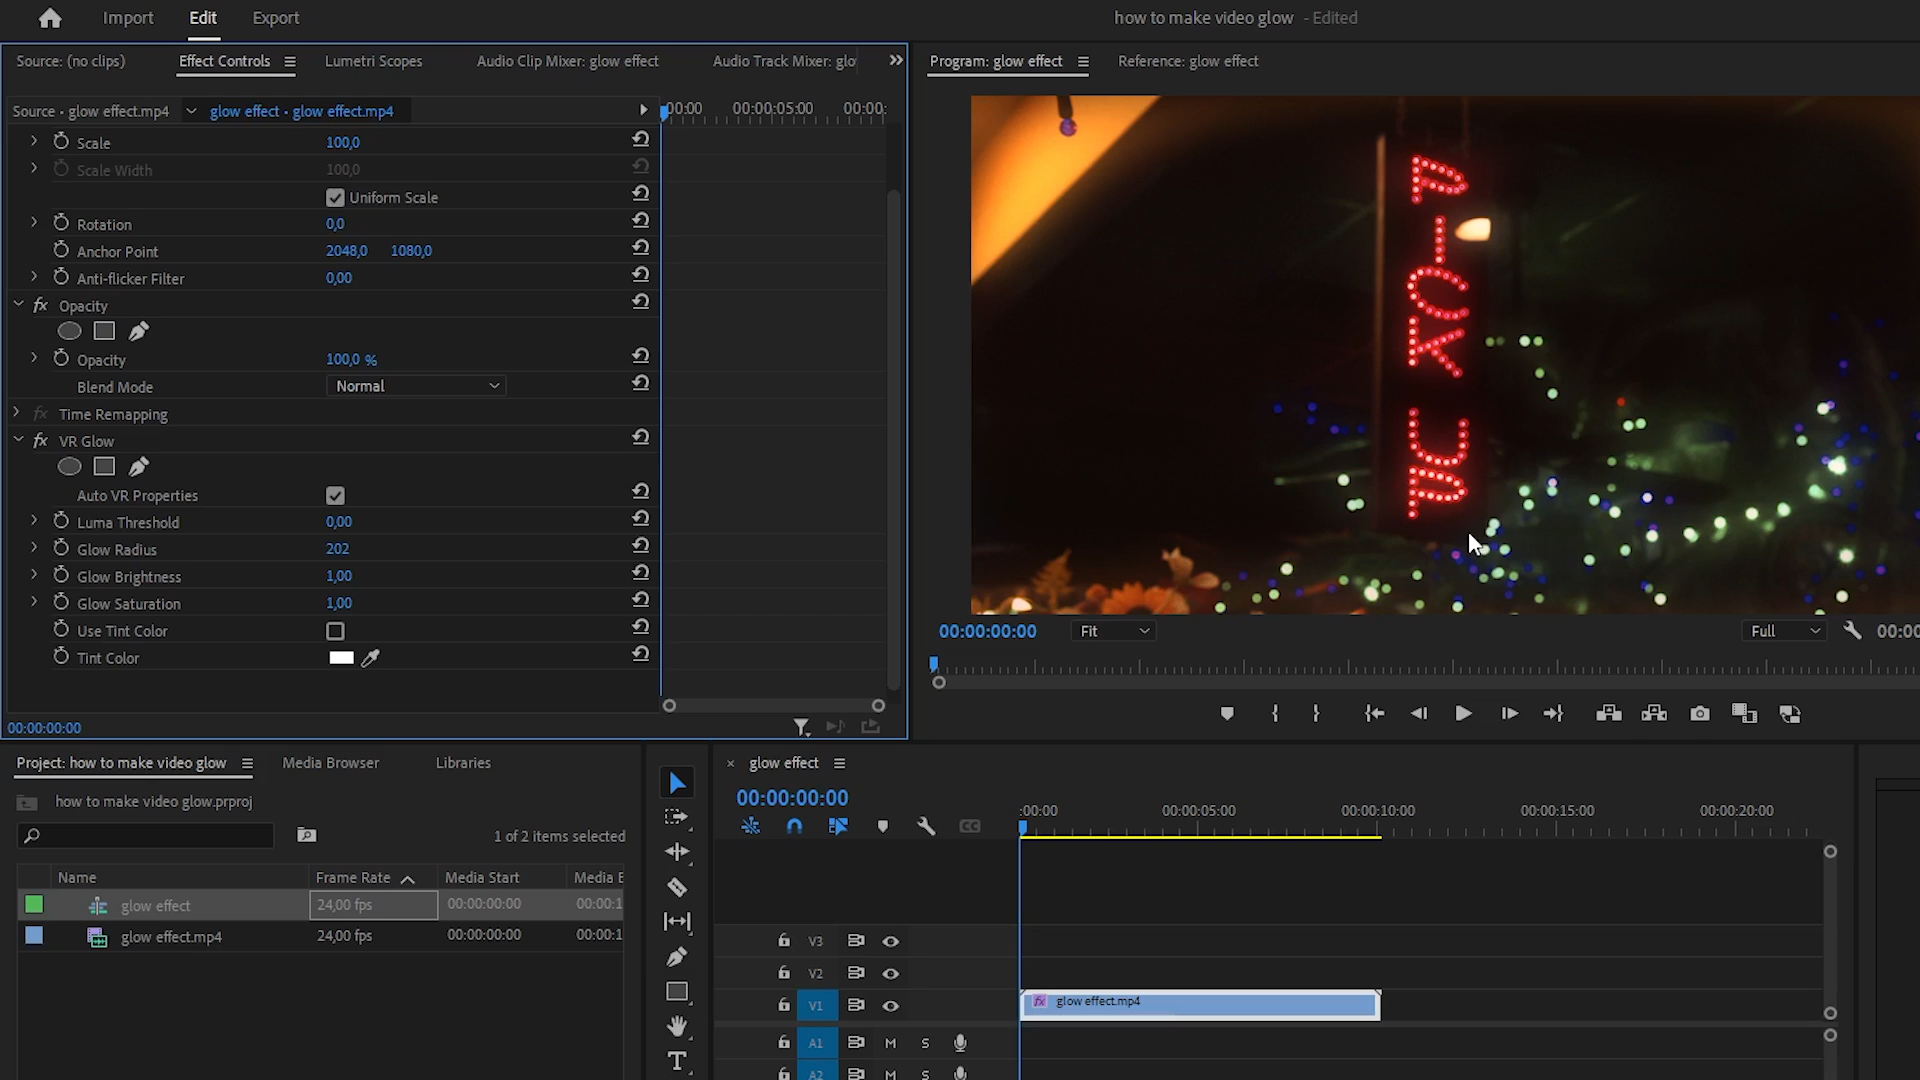 Import
Edit
Export
how to make video glow - Edited
Source: (no clips)
Effect Controls
Lumetri Scopes
Audio Clip Mixer: glow effect
Audio Track Mixer: glo
Source · glow effect.mp4
glow effect · glow effect.mp4
00:00
00:00:05:00
00:00:
Scale 100,0
Scale Width 100,0
Uniform Scale
Rotation 0,0
Anchor Point 2048,0 1080,0
Anti-flicker Filter 0,00
fx Opacity
Opacity 100,0 %
Blend Mode Normal
fx Time Remapping
fx VR Glow
Auto VR Properties
Luma Threshold 0,00
Glow Radius 202
Glow Brightness 1,00
Glow Saturation 1,00
Use Tint Color
Tint Color
00:00:00:00
Program: glow effect
Reference: glow effect
PICK UP
00:00:00:00
Fit
Full
00:00
Project: how to make video glow
Media Browser
Libraries
how to make video glow.prproj
1 of 2 items selected
Name Frame Rate Media Start Media E
glow effect 24,00 fps 00:00:00:00 00:00:1
glow effect.mp4 24,00 fps 00:00:00:00 00:00:1
T
× glow effect
00:00:00:00
CC
:00:00
00:00:05:00
00:00:10:00
00:00:15:00
00:00:20:00
V3
V2
V1
fx glow effect.mp4
A1 M S
A2 M S